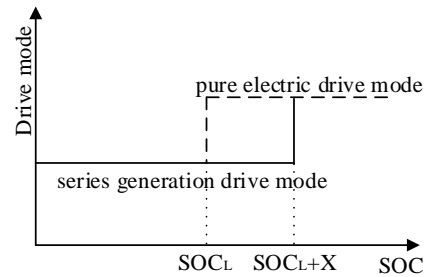 Drive mode
pure electric drive mode
series generation drive mode
SOCL
SOCL+X
SOC